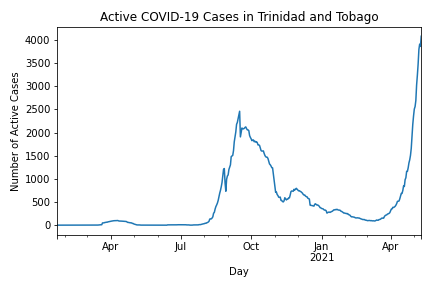 Active COVID-19 Cases in Trinidad and Tobago
Number of Active Cases
4000
3500
3000
2500
2000
1500
1000
500
0
Apr
Jul
Oct
Jan
2021
Apr
Day